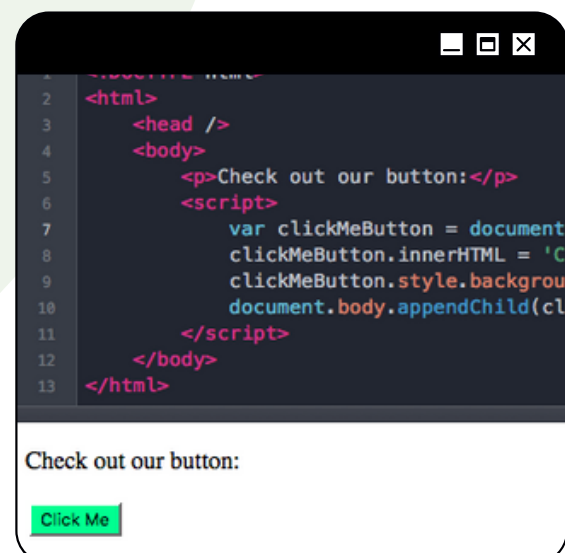 2 <html>
3 <head />
4 <body>
5 <p>Check out our button:</p>
6 <script>
7 var clickMeButton = document
8 clickMeButton.innerHTML = 'C
9 clickMeButton.style.backgrou
10 document.body.appendChild(cl
11 </script>
12 </body>
13 </html>
Check out our button:
Click Me